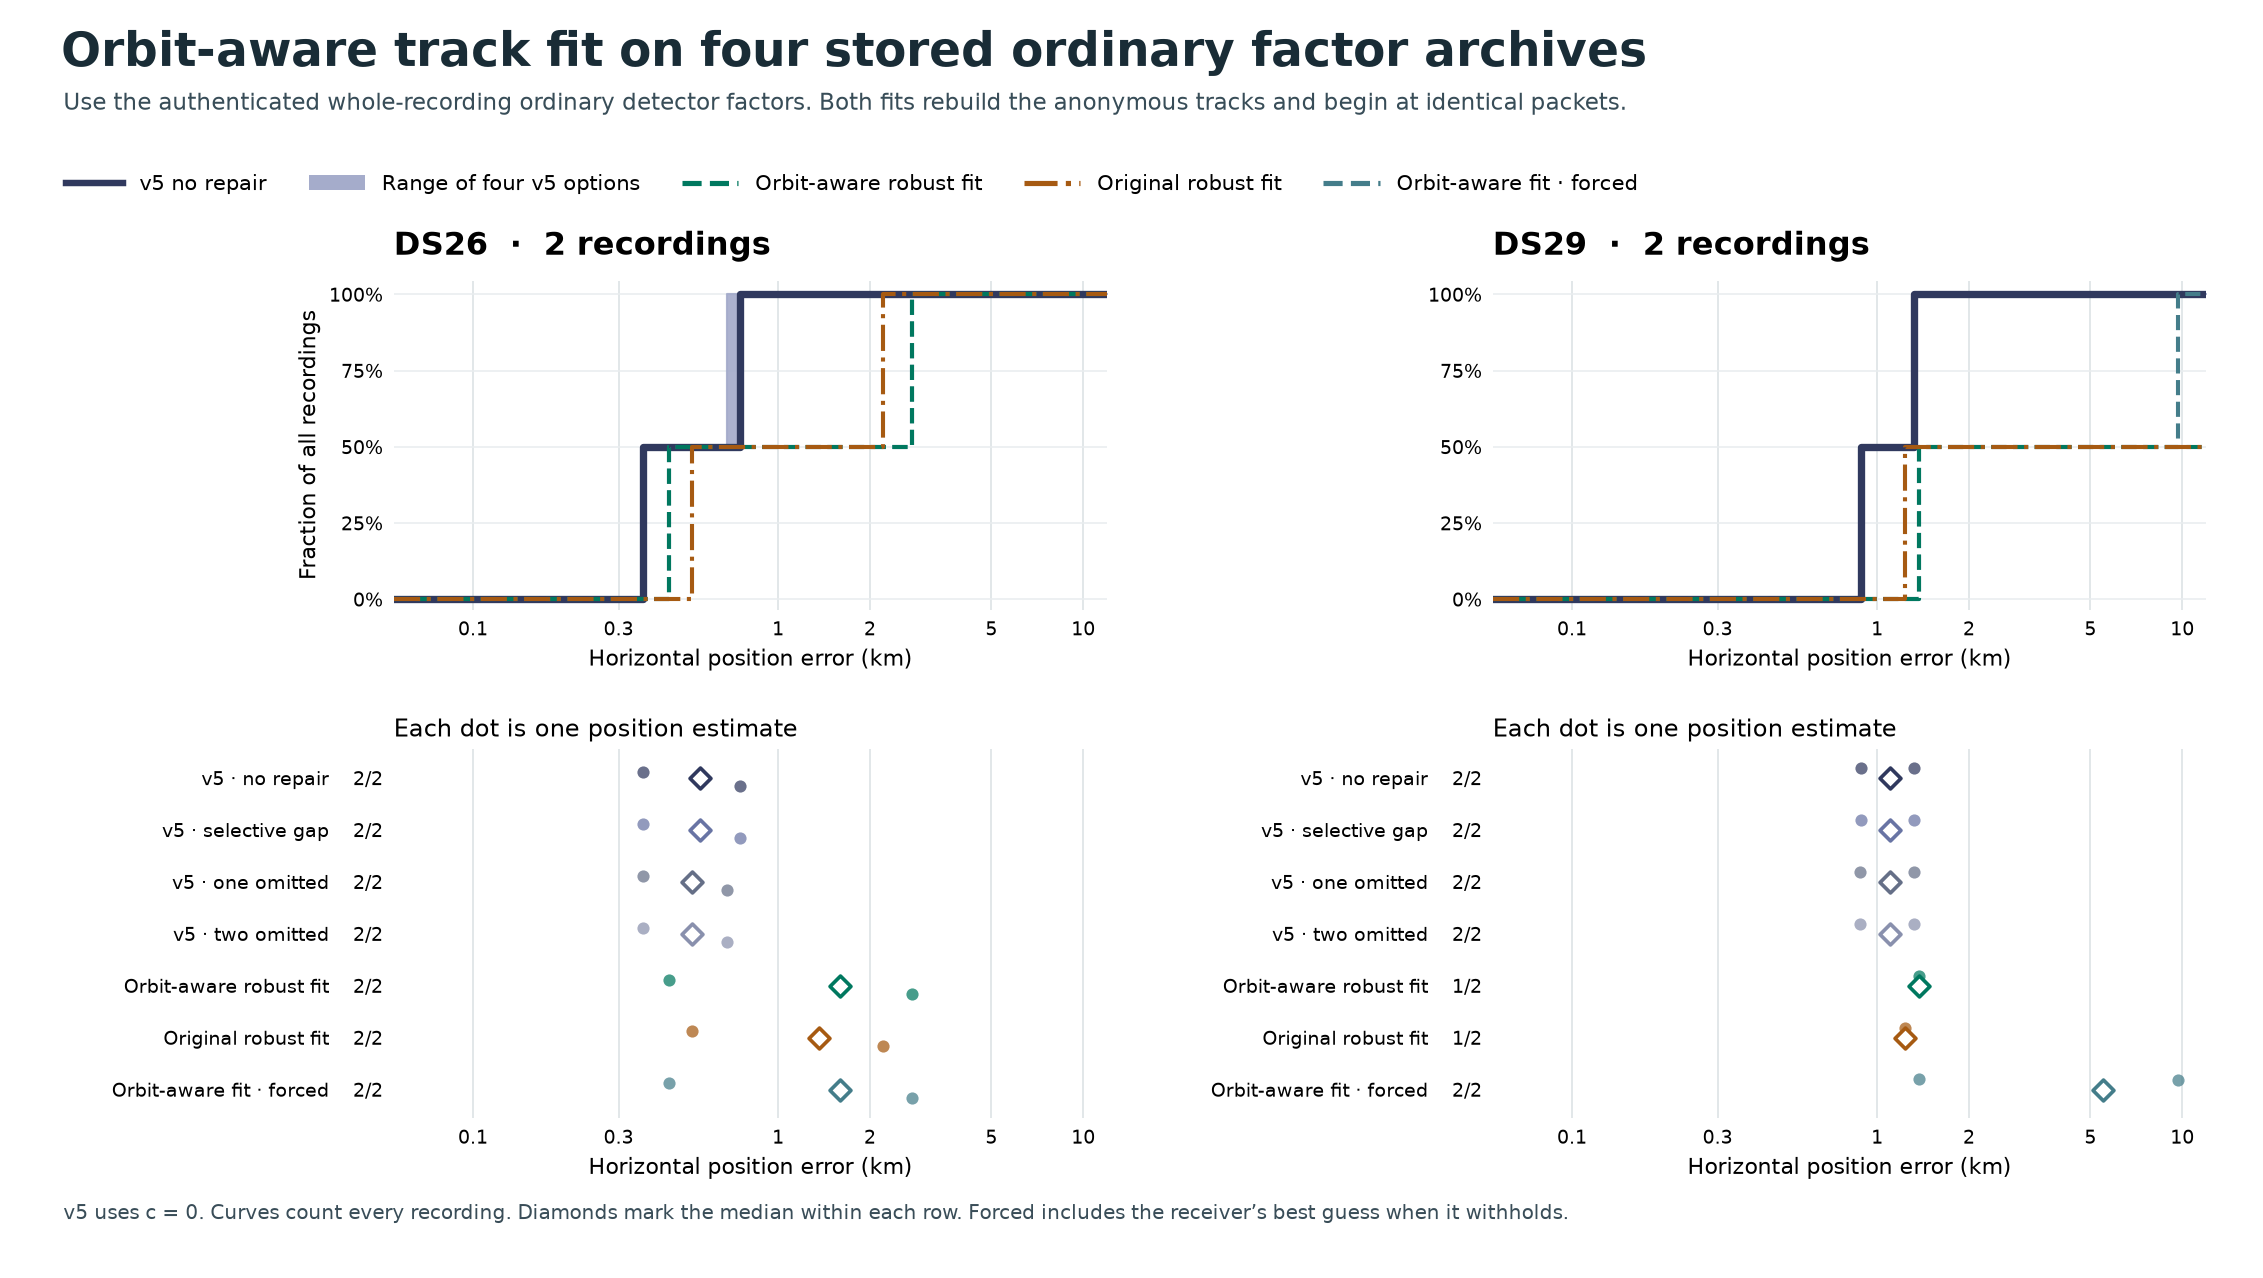 Orbit-aware track fit on four stored ordinary factor archives
Use the authenticated whole-recording ordinary detector factors. Both fits rebuild the anonymous tracks and begin at identical packets.
v5 no repair
Range of four v5 options
Orbit-aware robust fit
Original robust fit
Orbit-aware fit · forced
DS26 · 2 recordings
100%
75%
50%
25%
0%
Fraction of all recordings
0.1 0.3 1 2 5 10
Horizontal position error (km)
DS29 · 2 recordings
100%
75%
50%
25%
0%
0.1 0.3 1 2 5 10
Horizontal position error (km)
Each dot is one position estimate
v5 · no repair 2/2
v5 · selective gap 2/2
v5 · one omitted 2/2
v5 · two omitted 2/2
Orbit-aware robust fit 2/2
Original robust fit 2/2
Orbit-aware fit · forced 2/2
0.1 0.3 1 2 5 10
Horizontal position error (km)
Each dot is one position estimate
v5 · no repair 2/2
v5 · selective gap 2/2
v5 · one omitted 2/2
v5 · two omitted 2/2
Orbit-aware robust fit 1/2
Original robust fit 1/2
Orbit-aware fit · forced 2/2
0.1 0.3 1 2 5 10
Horizontal position error (km)
v5 uses c = 0. Curves count every recording. Diamonds mark the median within each row. Forced includes the receiver’s best guess when it withholds.